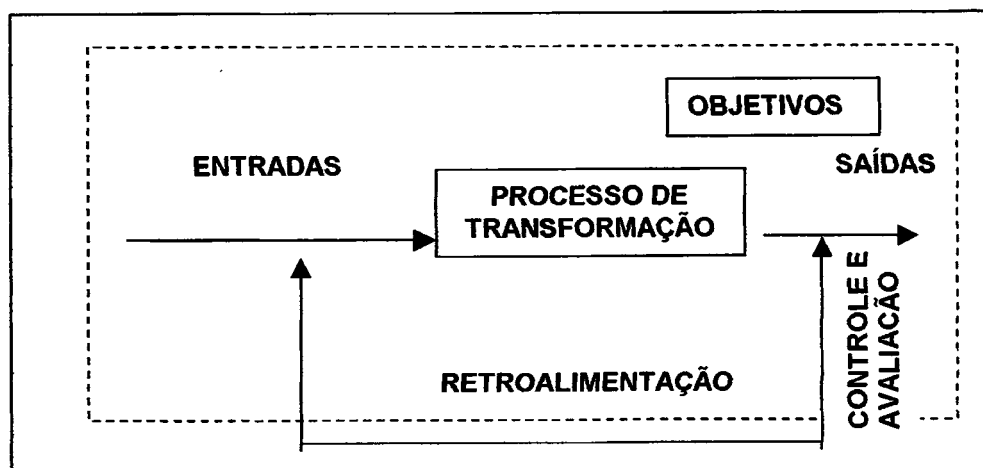 OBJETIVOS
ENTRADAS
SAÍDAS
PROCESSO DE
TRANSFORMAÇÃO
CONTROLE E
AVALIAÇÃO
RETROALIMENTAÇÃO